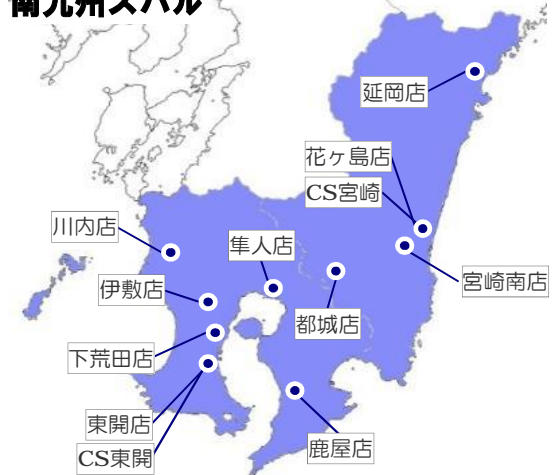 南九州スバル
延岡店
花ヶ島店
CS宮崎
川内店
隼人店
宮崎南店
伊敷店
都城店
下荒田店
東開店
鹿屋店
CS東開